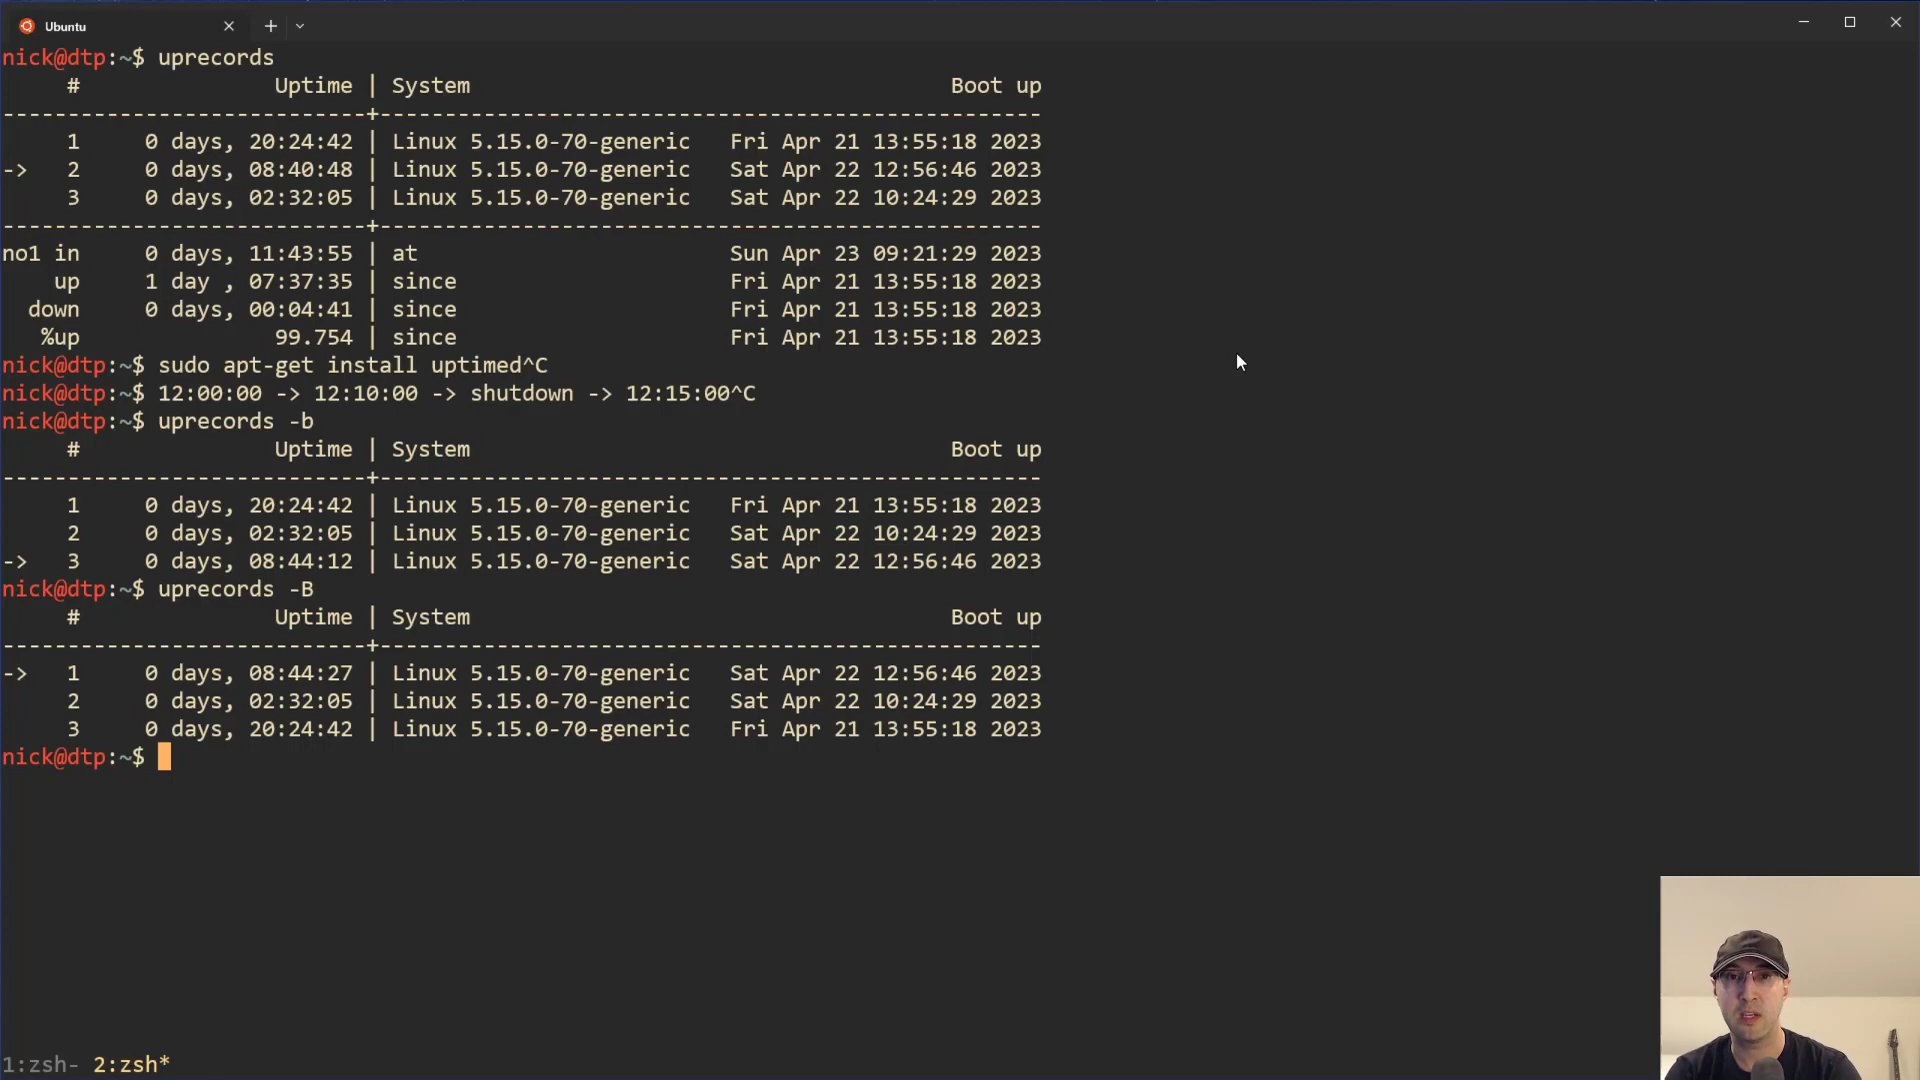 Ubuntu
nick@dtp:~$ uprecords
# Uptime | System Boot up
----------------------------+---------------------------------------------------
1 0 days, 20:24:42 | Linux 5.15.0-70-generic Fri Apr 21 13:55:18 2023
-> 2 0 days, 08:40:48 | Linux 5.15.0-70-generic Sat Apr 22 12:56:46 2023
3 0 days, 02:32:05 | Linux 5.15.0-70-generic Sat Apr 22 10:24:29 2023
----------------------------+---------------------------------------------------
no1 in 0 days, 11:43:55 | at Sun Apr 23 09:21:29 2023
up 1 day , 07:37:35 | since Fri Apr 21 13:55:18 2023
down 0 days, 00:04:41 | since Fri Apr 21 13:55:18 2023
%up 99.754 | since Fri Apr 21 13:55:18 2023
nick@dtp:~$ sudo apt-get install uptimed^C
nick@dtp:~$ 12:00:00 -> 12:10:00 -> shutdown -> 12:15:00^C
nick@dtp:~$ uprecords -b
# Uptime | System Boot up
----------------------------+---------------------------------------------------
1 0 days, 20:24:42 | Linux 5.15.0-70-generic Fri Apr 21 13:55:18 2023
2 0 days, 02:32:05 | Linux 5.15.0-70-generic Sat Apr 22 10:24:29 2023
-> 3 0 days, 08:44:12 | Linux 5.15.0-70-generic Sat Apr 22 12:56:46 2023
nick@dtp:~$ uprecords -B
# Uptime | System Boot up
----------------------------+---------------------------------------------------
-> 1 0 days, 08:44:27 | Linux 5.15.0-70-generic Sat Apr 22 12:56:46 2023
2 0 days, 02:32:05 | Linux 5.15.0-70-generic Sat Apr 22 10:24:29 2023
3 0 days, 20:24:42 | Linux 5.15.0-70-generic Fri Apr 21 13:55:18 2023
nick@dtp:~$
1:zsh- 2:zsh*